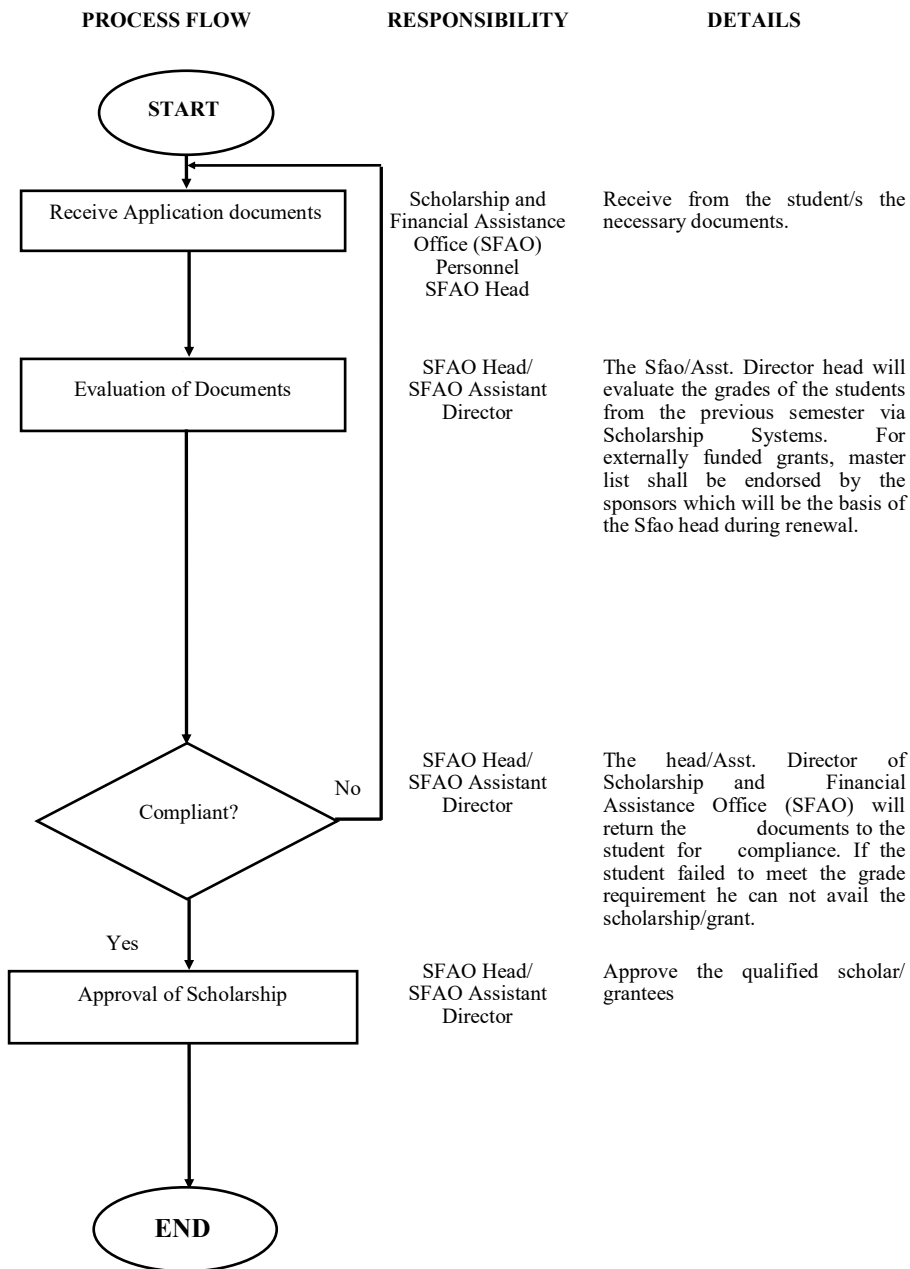 PROCESS FLOW RESPONSIBILITY DETAILS
START
Receive Application documents
Scholarship and
Financial Assistance
Office (SFAO)
Personnel
SFAO Head
Receive from the student/s the
necessary documents.
Evaluation of Documents
SFAO Head/
SFAO Assistant
Director
The Sfao/Asst. Director head will
evaluate the grades of the students
from the previous semester via
Scholarship Systems. For
externally funded grants, master
list shall be endorsed by the
sponsors which will be the basis of
the Sfao head during renewal.
Compliant?
No
SFAO Head/
SFAO Assistant
Director
The head/Asst. Director of
Scholarship and Financial
Assistance Office (SFAO) will
return the documents to the
student for compliance. If the
student failed to meet the grade
requirement he can not avail the
scholarship/grant.
Yes
Approval of Scholarship
SFAO Head/
SFAO Assistant
Director
Approve the qualified scholar/
grantees
END